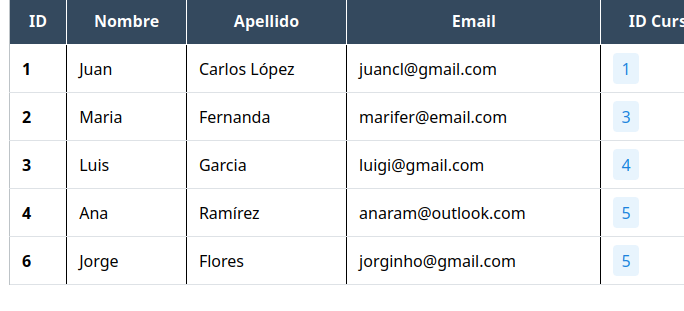 ID Nombre Apellido Email ID Curs
1 Juan Carlos López juancl@gmail.com 1
2 Maria Fernanda marifer@email.com 3
3 Luis Garcia luigi@gmail.com 4
4 Ana Ramírez anaram@outlook.com 5
6 Jorge Flores jorginho@gmail.com 5